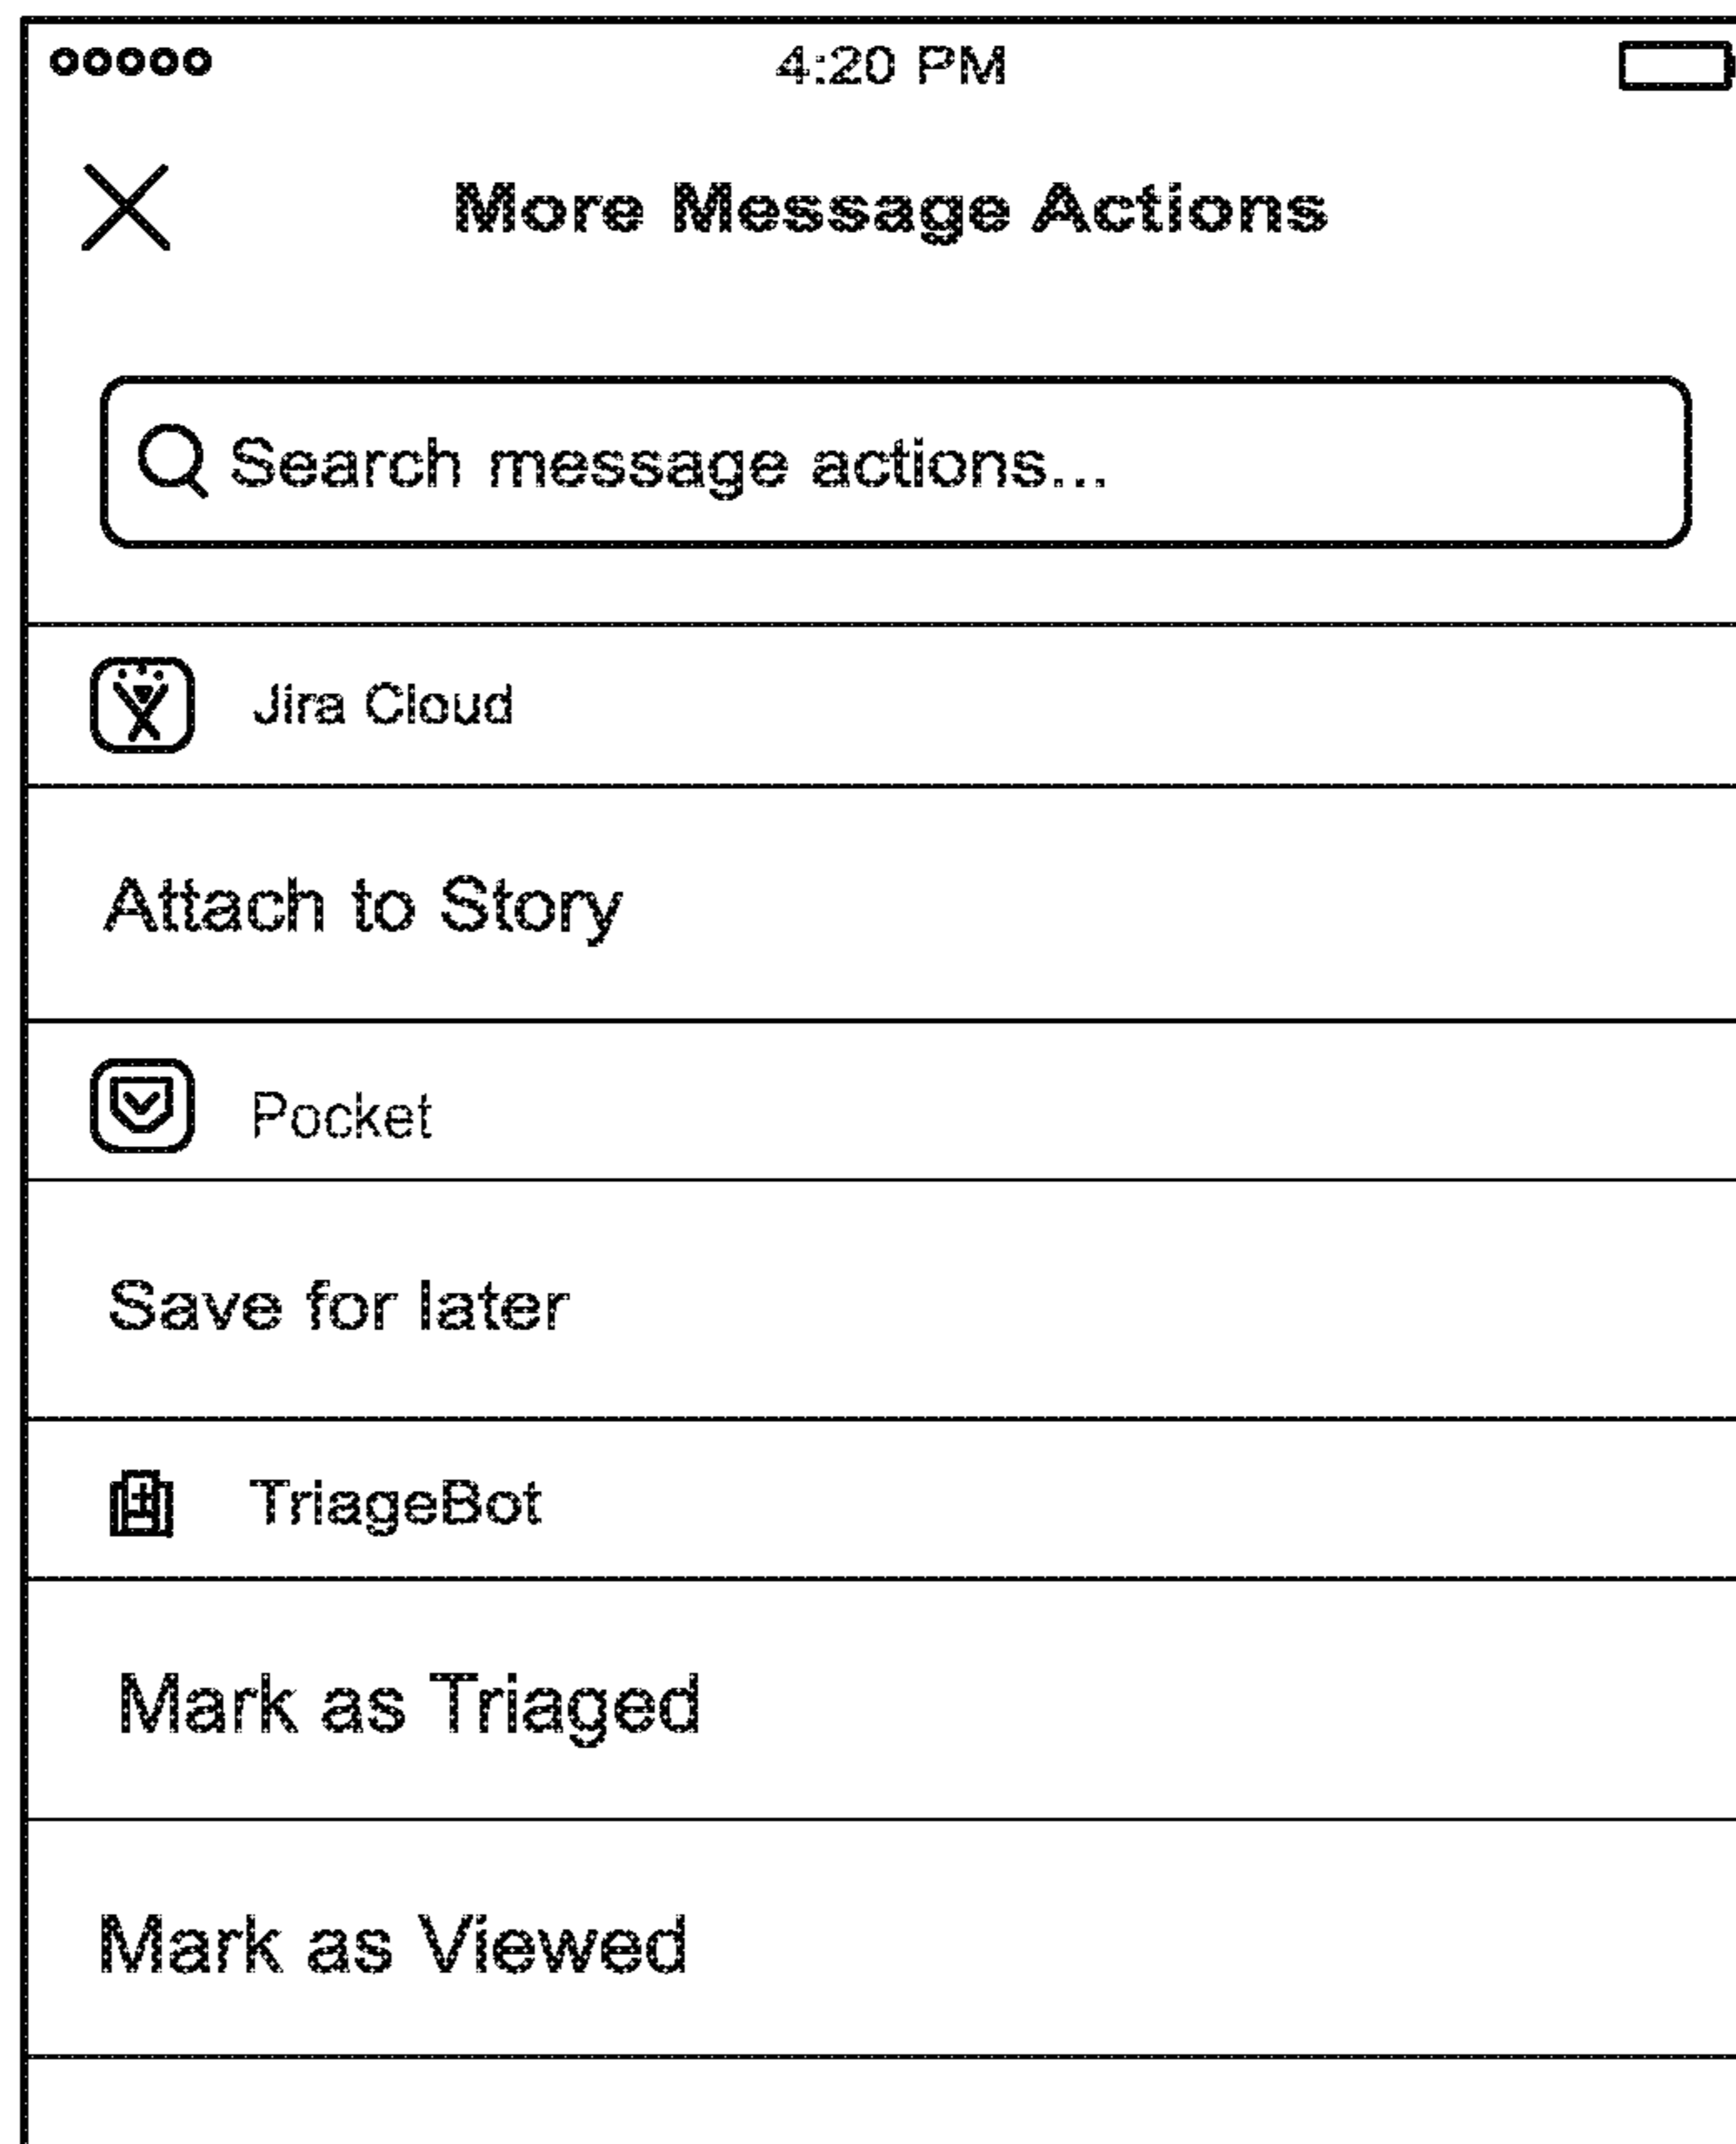 4:20 PM
More Message Actions
Search message actions...
Jira Cloud
Attach to Story
Pocket
Save for later
TriageBot
Mark as Triaged
Mark as Viewed